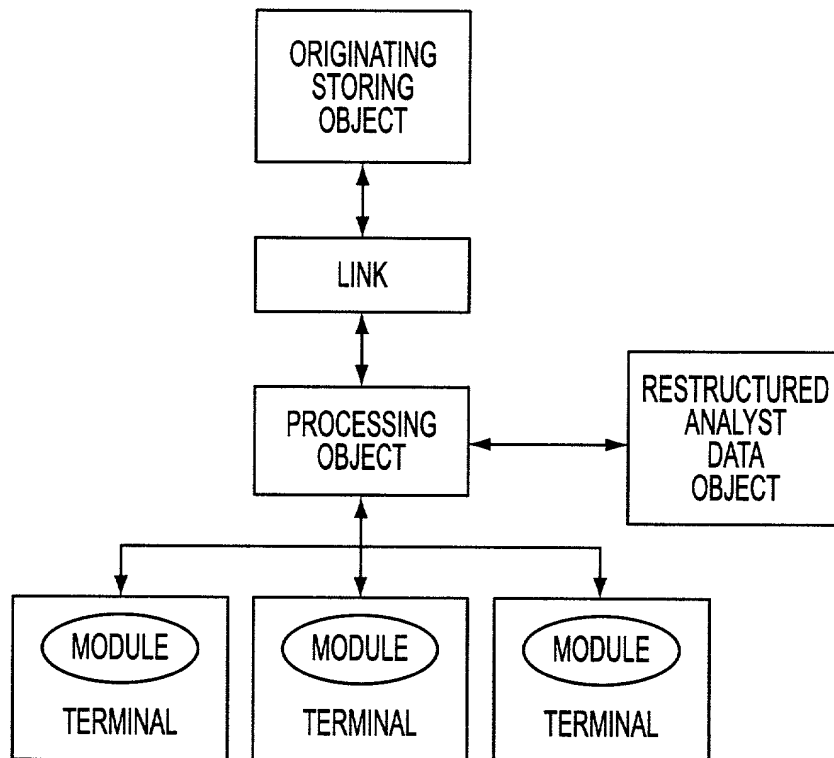 ORIGINATING
STORING
OBJECT
LINK
PROCESSING
OBJECT
RESTRUCTURED
ANALYST
DATA
OBJECT
MODULE
TERMINAL
MODULE
TERMINAL
MODULE
TERMINAL